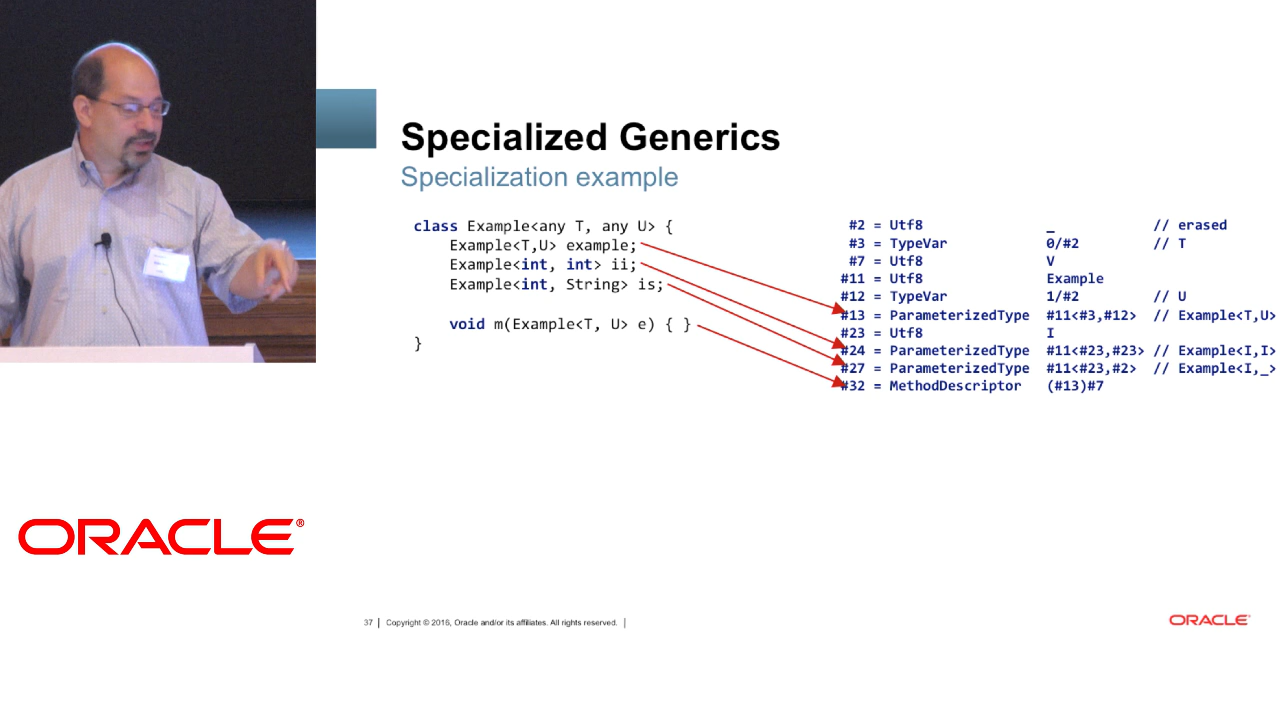 Specialized Generics
Specialization example
class Example<any T, any U> {
Example<T,U> example;
Example<int, int> ii;
Example<int, String> is;
void m(Example<T, U> e) { }
}
#2 = Utf8 _ // erased
#3 = TypeVar 0/#2 // T
#7 = Utf8 V
#11 = Utf8 Example
#12 = TypeVar 1/#2 // U
#13 = ParameterizedType #11<#3,#12> // Example<T,U>
#23 = Utf8 I
#24 = ParameterizedType #11<#23,#23> // Example<I,I>
#27 = ParameterizedType #11<#23,#2> // Example<I,_>
#32 = MethodDescriptor (#13)#7
ORACLE®
37 | Copyright © 2016, Oracle and/or its affiliates. All rights reserved. |
ORACLE®